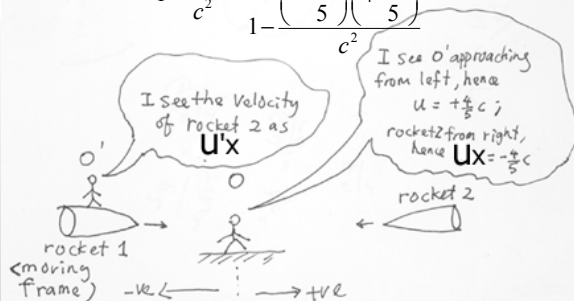 c²
1-
( 5 )( 5 )
c²
I see the velocity
of rocket 2 as
u'x
I see O' approaching
from left, hence
u = +4/5 c ;
rocket 2 from right,
hence ux = -4/5 c
O'
O
rocket 2
rocket 1
<moving
frame)
-ve
+ve